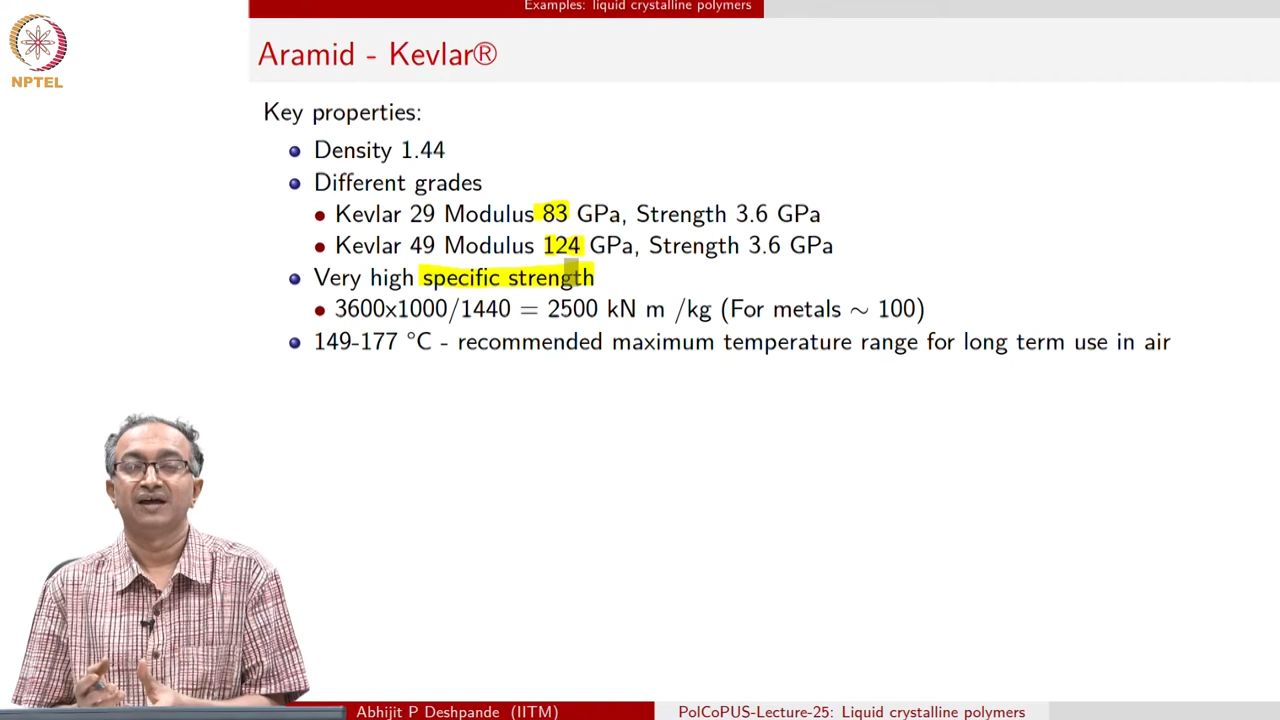 Examples: liquid crystalline polymers
NPTEL
Aramid - Kevlar®
Key properties:
Density 1.44
Different grades
Kevlar 29 Modulus 83 GPa, Strength 3.6 GPa
Kevlar 49 Modulus 124 GPa, Strength 3.6 GPa
Very high specific strength
3600x1000/1440 = 2500 kN m /kg (For metals ∼ 100)
149-177 °C - recommended maximum temperature range for long term use in air
Abhijit P Deshpande (IITM)
PolCoPUS-Lecture-25: Liquid crystalline polymers